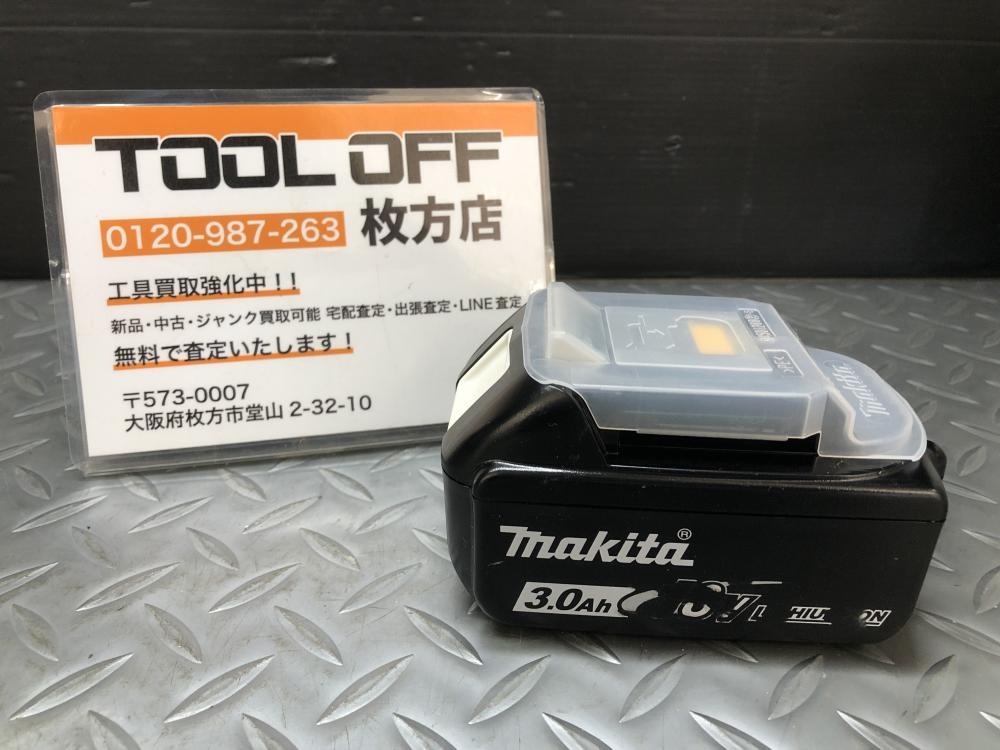 TOOL OFF
0120-987-263 枚方店
工具買取強化中！！
新品・中古・ジャンク買取可能 宅配査定・出張査定・LINE査定
無料で査定いたします！
〒573-0007
大阪府枚方市堂山 2-32-10
makita
makita®
3.0Ah